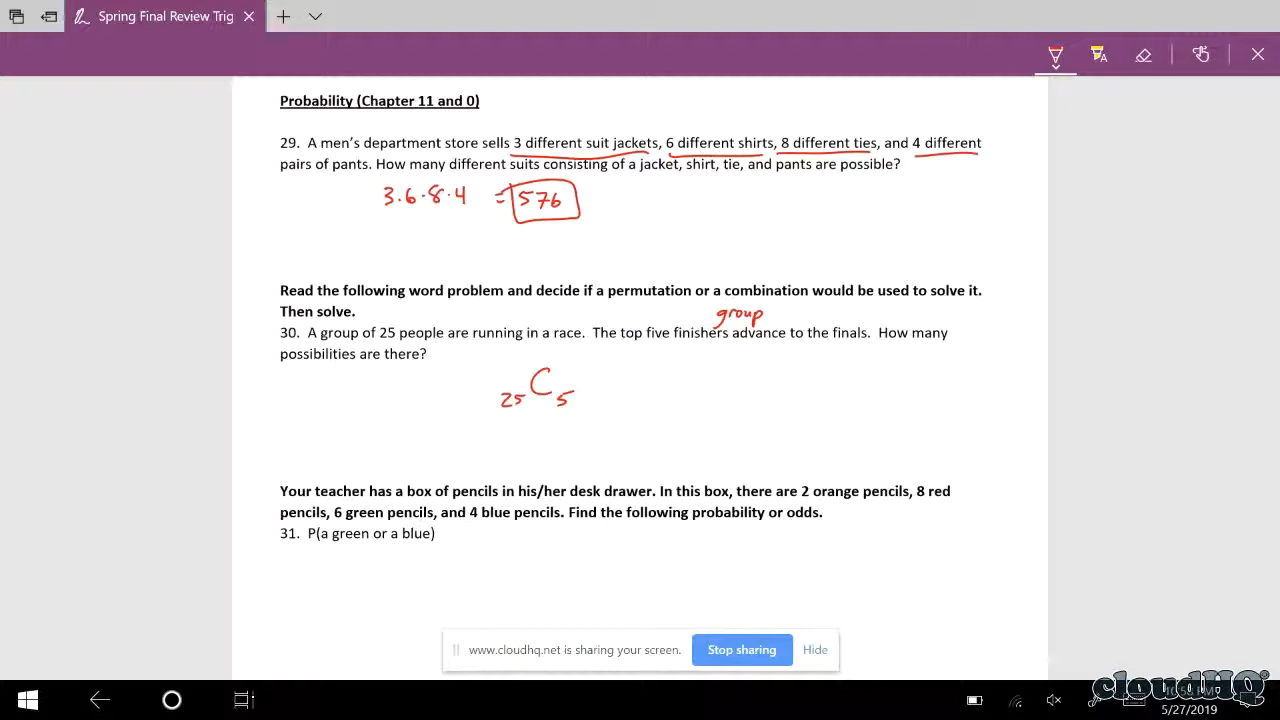 Spring Final Review Trig
Probability (Chapter 11 and 0)
29. A men's department store sells 3 different suit jackets, 6 different shirts, 8 different ties, and 4 different
pairs of pants. How many different suits consisting of a jacket, shirt, tie, and pants are possible?
3·6·8·4 = 576
Read the following word problem and decide if a permutation or a combination would be used to solve it.
Then solve.
group
30. A group of 25 people are running in a race. The top five finishers advance to the finals. How many
possibilities are there?
25 C 5
Your teacher has a box of pencils in his/her desk drawer. In this box, there are 2 orange pencils, 8 red
pencils, 6 green pencils, and 4 blue pencils. Find the following probability or odds.
31. P(a green or a blue)
www.cloudhq.net is sharing your screen. Stop sharing Hide
cloudHQ
5/27/2019